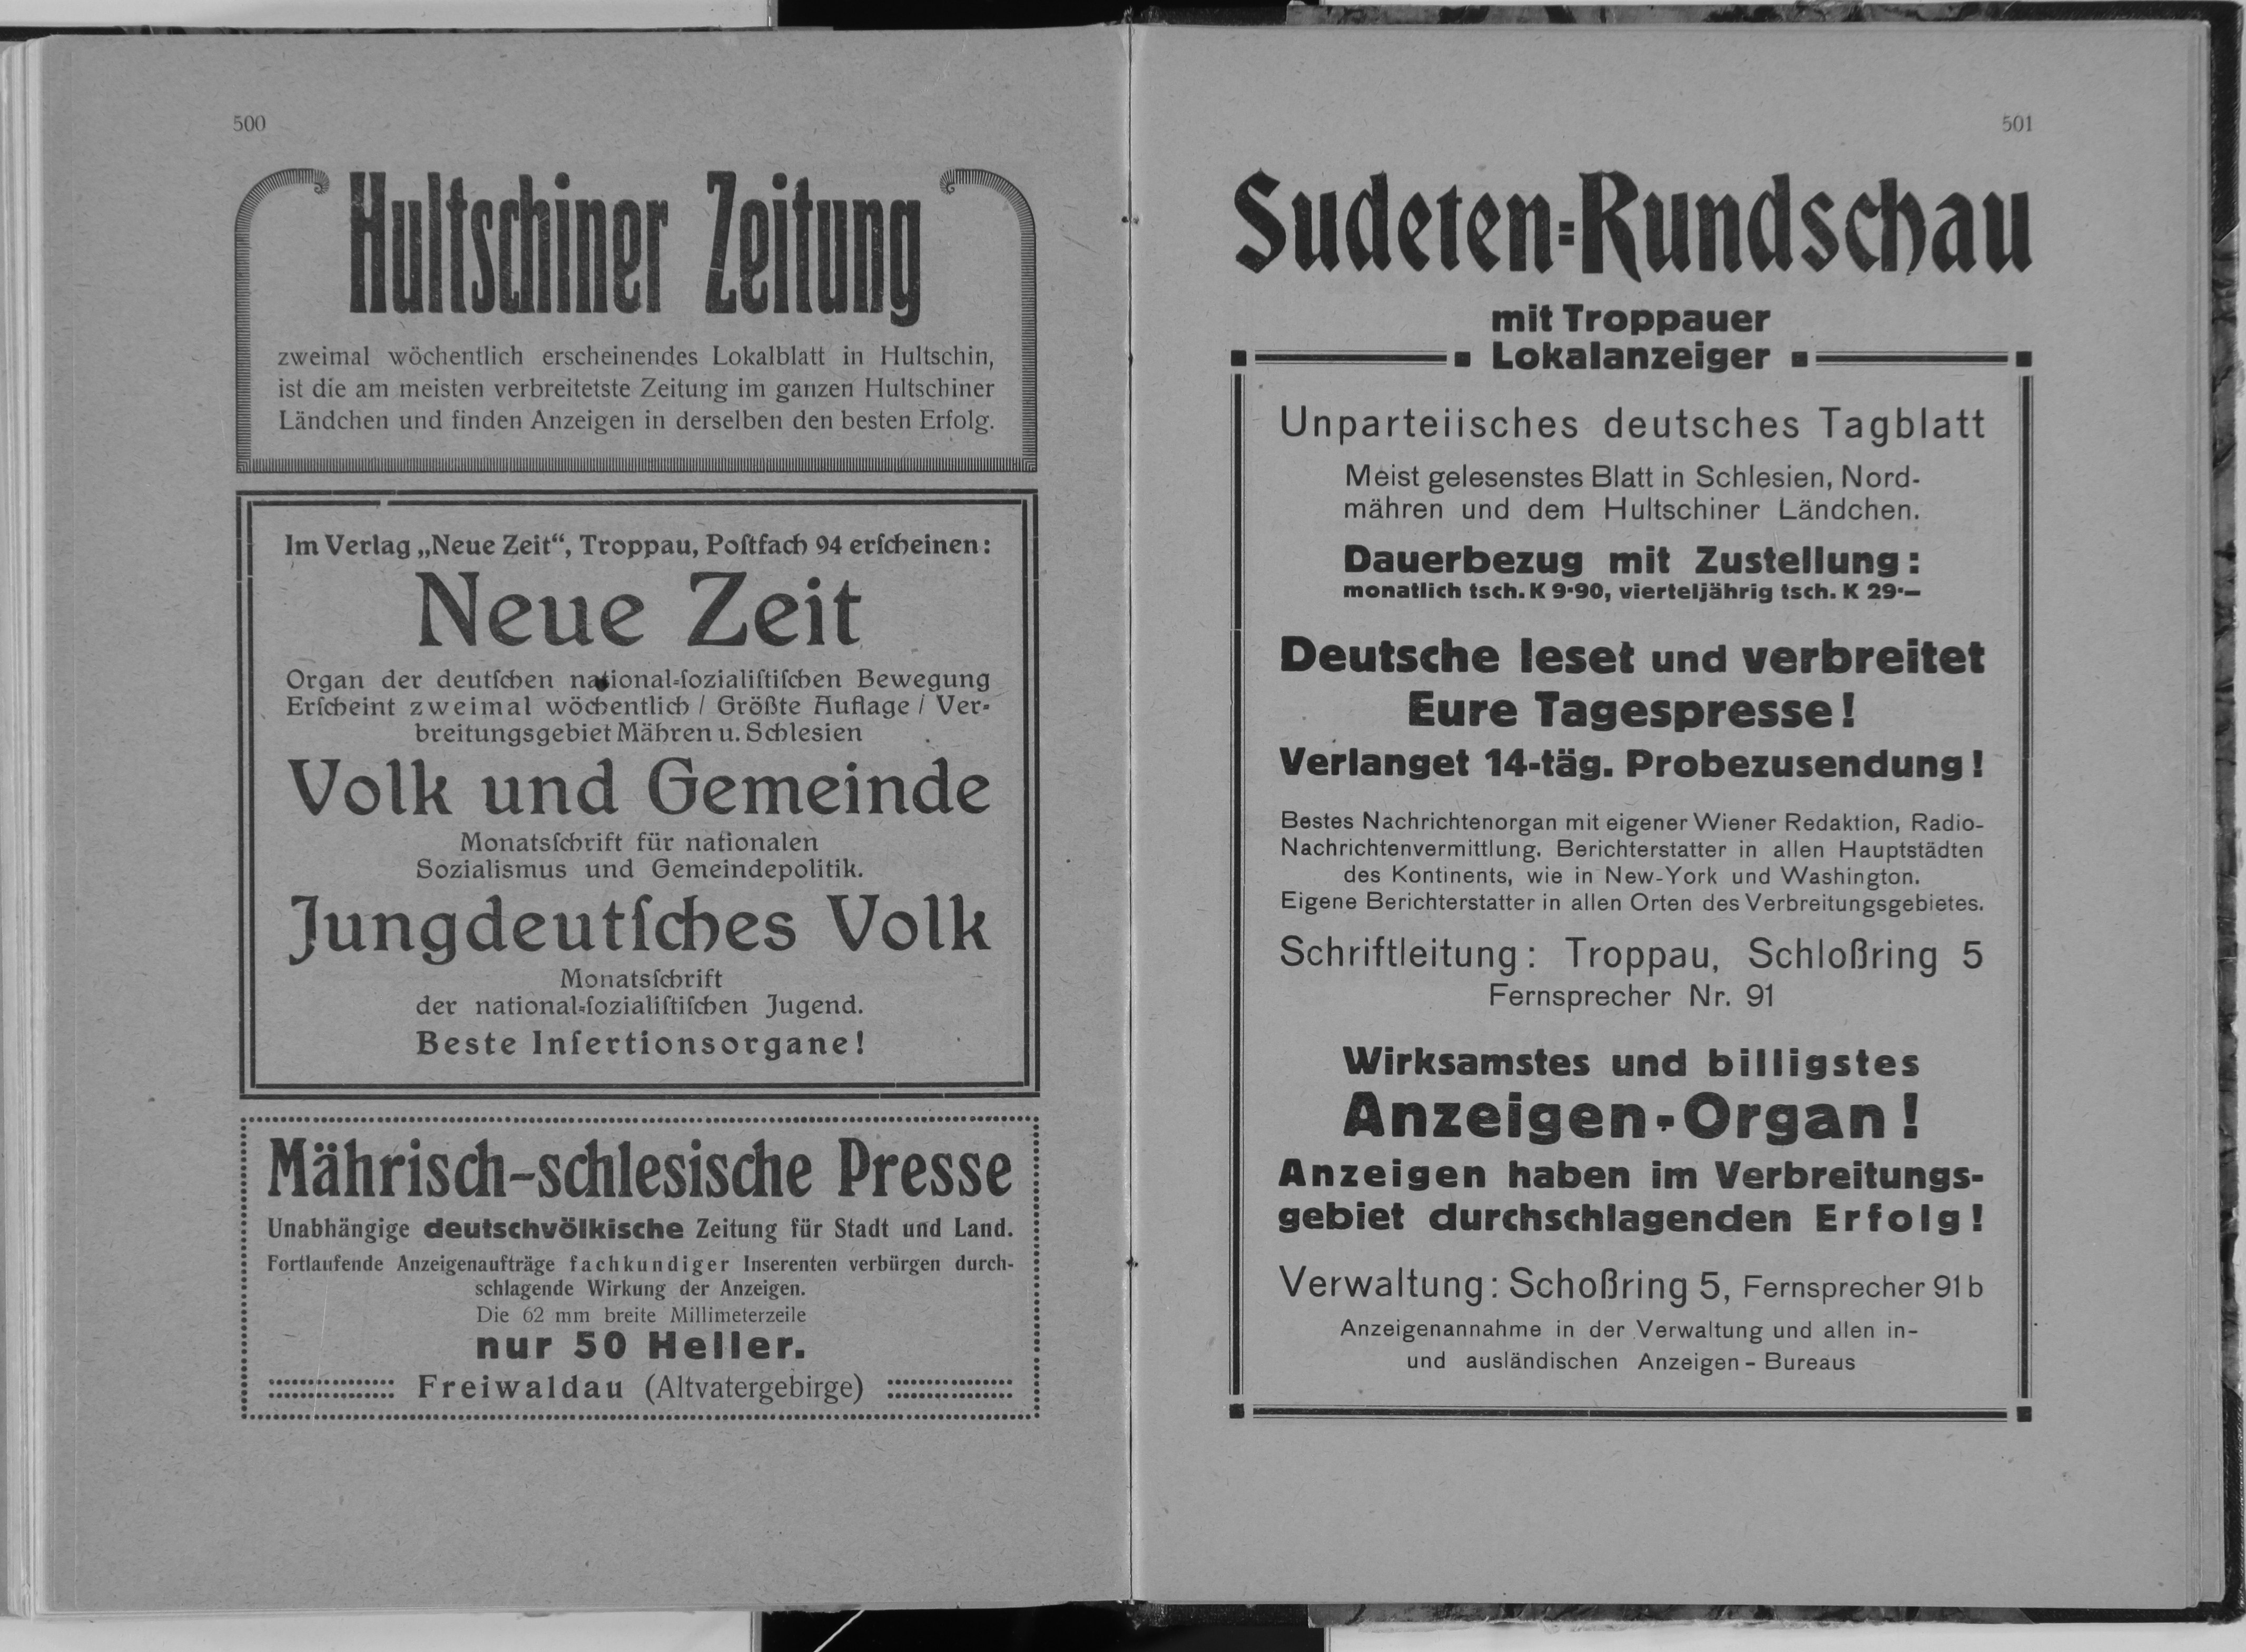 500
Hultschiner Zeitung
zweimal wöchentlich erscheinendes Lokalblatt in Hultschin,
ist die am meisten verbreitetste Zeitung im ganzen Hultschiner
Ländchen und finden Anzeigen in derselben den besten Erfolg.
Im Verlag „Neue Zeit“, Troppau, Poſtfach 94 erſcheinen:
Neue Zeit
Organ der deutſchen national-ſozialiſtiſchen Bewegung
Erſcheint zweimal wöchentlich / Größte Auflage / Ver-
breitungsgebiet Mähren u. Schlesien
Volk und Gemeinde
Monatsſchrift für nationalen
Sozialismus und Gemeindepolitik.
Jungdeutſches Volk
Monatsſchrift
der national-ſozialiſtiſchen Jugend.
Beste Inſertionsorgane!
Mährisch-schlesische Presse
Unabhängige deutschvölkische Zeitung für Stadt und Land.
Fortlaufende Anzeigenaufträge fachkundiger Inserenten verbürgen durch-
schlagende Wirkung der Anzeigen.
Die 62 mm breite Millimeterzeile
nur 50 Heller.
Freiwaldau (Altvatergebirge)
501
Sudeten-Rundschau
mit Troppauer
Lokalanzeiger
Unparteiisches deutsches Tagblatt
Meist gelesenstes Blatt in Schlesien, Nord-
mähren und dem Hultschiner Ländchen.
Dauerbezug mit Zustellung:
monatlich tsch. K 9·90, vierteljährig tsch. K 29·—
Deutsche leset und verbreitet
Eure Tagespresse!
Verlanget 14-täg. Probezusendung!
Bestes Nachrichtenorgan mit eigener Wiener Redaktion, Radio-
Nachrichtenvermittlung. Berichterstatter in allen Hauptstädten
des Kontinents, wie in New-York und Washington.
Eigene Berichterstatter in allen Orten des Verbreitungsgebietes.
Schriftleitung: Troppau, Schloßring 5
Fernsprecher Nr. 91
Wirksamstes und billigstes
Anzeigen-Organ!
Anzeigen haben im Verbreitungs-
gebiet durchschlagenden Erfolg!
Verwaltung: Schoßring 5, Fernsprecher 91 b
Anzeigenannahme in der Verwaltung und allen in-
und ausländischen Anzeigen-Bureaus